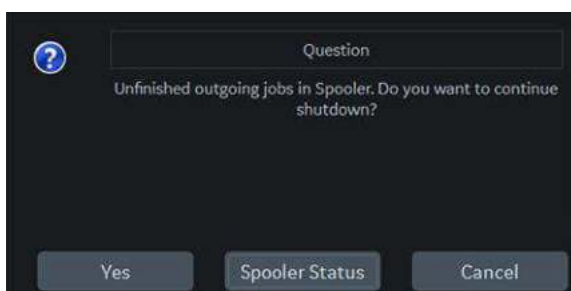 Question
Unfinished outgoing jobs in Spooler. Do you want to continue
shutdown?
Yes
Spooler Status
Cancel